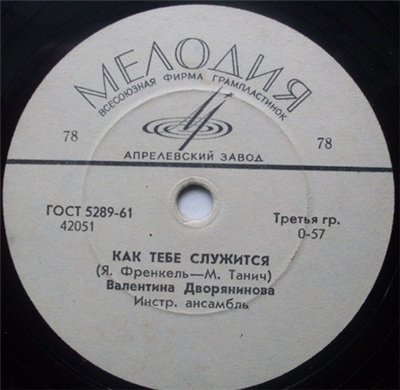 МЕЛОДИЯ
ВСЕСОЮЗНАЯ ФИРМА ГРАМПЛАСТИНОК
78 78
АПРЕЛЕВСКИЙ ЗАВОД
ГОСТ 5289-61 Третья гр.
42051 0-57
КАК ТЕБЕ СЛУЖИТСЯ
(Я. Френкель—М. Танич)
Валентина Дворянинова
Инстр. ансамбль